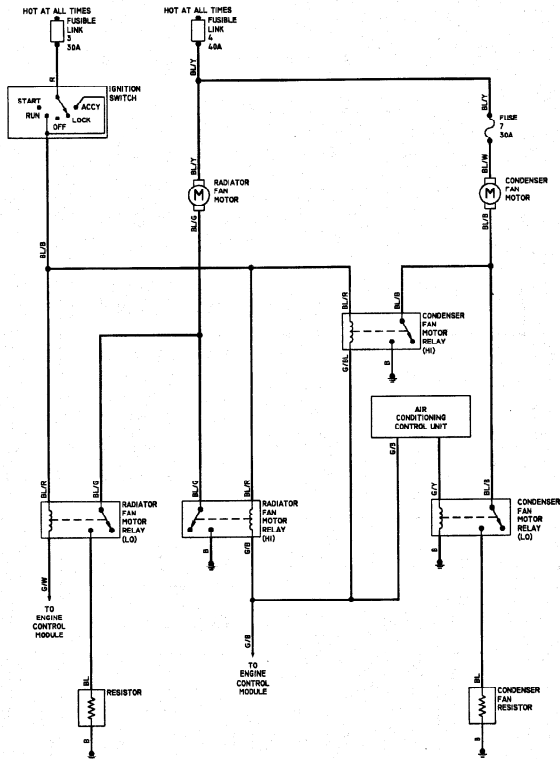 HOT AT ALL TIMES
FUSIBLE
LINK
3
30A
HOT AT ALL TIMES
FUSIBLE
LINK
4
40A
R
BL/Y
IGNITION
SWITCH
START
ACCY
RUN
LOCK
OFF
BL/Y
FUSE
7
30A
BL/Y
BL/W
RADIATOR
FAN
MOTOR
M
CONDENSER
FAN
MOTOR
M
BL/G
BL/B
BL/B
BL/R
BL/B
CONDENSER
FAN
MOTOR
RELAY
(HI)
G/BL
B
AIR
CONDITIONING
CONTROL UNIT
G/B
G/Y
BL/R
BL/G
BL/G
BL/R
BL/B
RADIATOR
FAN
MOTOR
RELAY
(LO)
RADIATOR
FAN
MOTOR
RELAY
(HI)
CONDENSER
FAN
MOTOR
RELAY
(LO)
G/W
B
G/B
B
TO
ENGINE
CONTROL
MODULE
G/B
TO
ENGINE
CONTROL
MODULE
BL
BL
RESISTOR
CONDENSER
FAN
RESISTOR
B
B